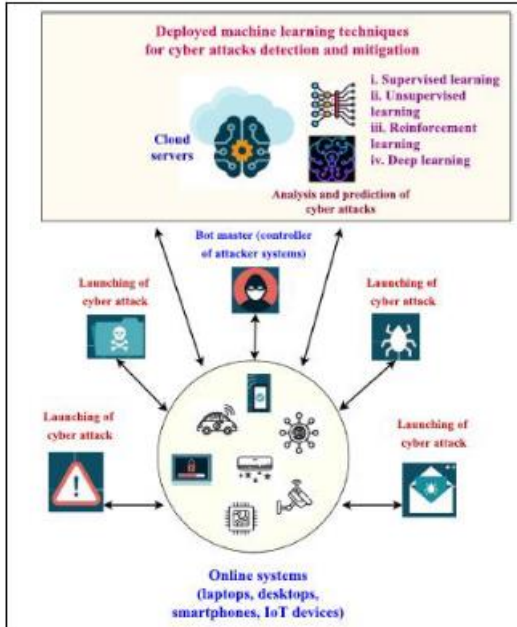 Deployed machine learning techniques
for cyber attacks detection and mitigation
Cloud
servers
i. Supervised learning
ii. Unsupervised
learning
iii. Reinforcement
learning
iv. Deep learning
Analysis and prediction of
cyber attacks
Bot master (controller
of attacker systems)
Launching of
cyber attack
Launching of
cyber attack
Launching of
cyber attack
Launching of
cyber attack
Online systems
(laptops, desktops,
smartphones, IoT devices)